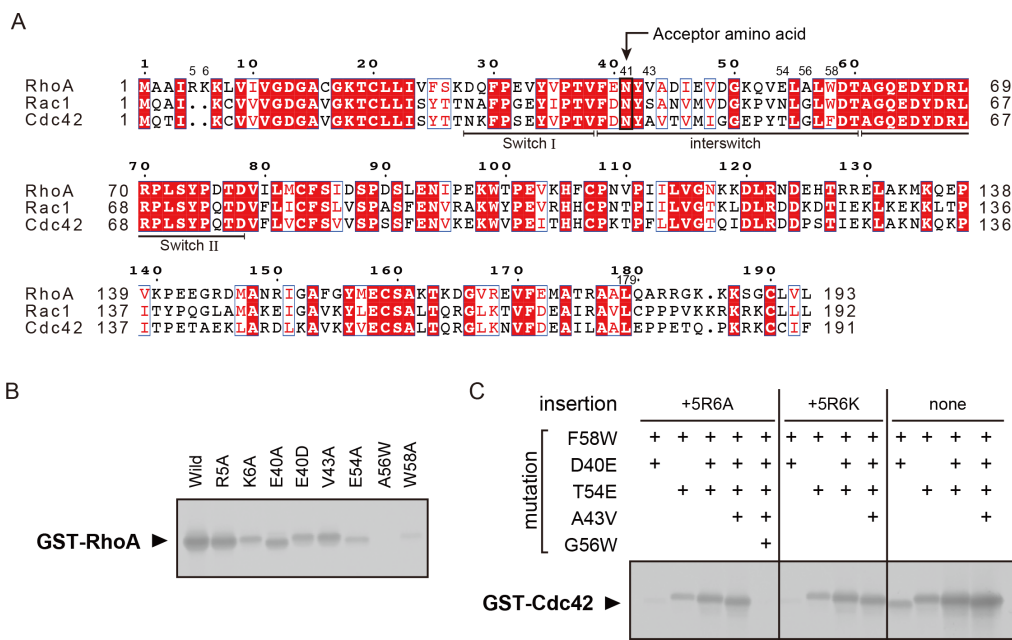 A
Acceptor amino acid
1 5 6 10 20 30 40 41 43 50 54 56 58 60
RhoA 1 MAAIRKKLVIVGDGACGKTCLLIVFSKDQFPEVYVPTVFENYVADIEVDGKQVELALWDTAGQEDYDRL 69
Rac1 1 MQAI..KCVVVGDGAVGKTCLLISYTTNAFPGEYIPTVFDNYSANVMVDGKPVNLGLWDTAGQEDYDRL 67
Cdc42 1 MQTI..KCVVVGDGAVGKTCLLISYTTNKFPSEYVPTVFDNYAVTVMIGGEPYTLGLFDTAGQEDYDRL 67
Switch I interswitch
70 80 90 100 110 120 130
RhoA 70 RPLSYPDTDVILMCFSIDSPDSLENIPEKWTPEVKHFCPNVPIILVGNKKDLRNDEHTRRELAKMKQEP 138
Rac1 68 RPLSYPQTDVFLICFSLVSPASFENVRAKWYPEVRHHCPNTPIILVGTKLDLRDDKDTIEKLKEKKLTP 136
Cdc42 68 RPLSYPQTDVFLVCFSVVSPSSFENVKEKWVPEITHHCPKTPFLLVGTQIDLRDDPSTIEKLAKNKQKP 136
Switch II
140 150 160 170 179 180 190
RhoA 139 VKPEEGRDMANRIGAFGYMECSAKTKDGVREVFEMATRAALQARRGK.KKSGCLVL 193
Rac1 137 ITYPQGLAMAKEIGAVKYLECSALTQRGLKTVFDEAIRAVLCPPPVKKRKRKCLLL 192
Cdc42 137 ITPETAEKLARDLKAVKYVECSALTQRGLKNVFDEAILAALEPPETQ.PKRKCCIF 191
B
Wild R5A K6A E40A E40D V43A E54A A56W W58A
GST-RhoA
C
insertion +5R6A +5R6K none
mutation
F58W + + + + + + + + + + + + +
D40E + + + + + + + + +
T54E + + + + + + + + + +
A43V + + + +
G56W +
GST-Cdc42